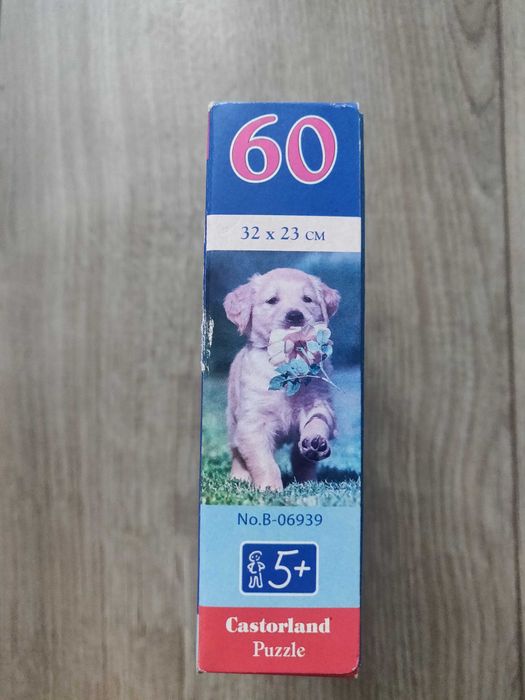 60
32 x 23 CM
No.B-06939
5+
Castorland
Puzzle